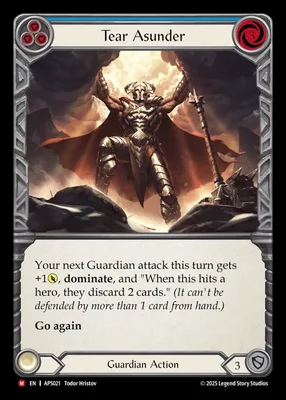 Tear Asunder
Your next Guardian attack this turn gets
+1, dominate, and "When this hits a
hero, they discard 2 cards." (It can't be
defended by more than 1 card from hand.)
Go again
Guardian Action
3
M EN | APS021 Todor Hristov
© 2025 Legend Story Studios